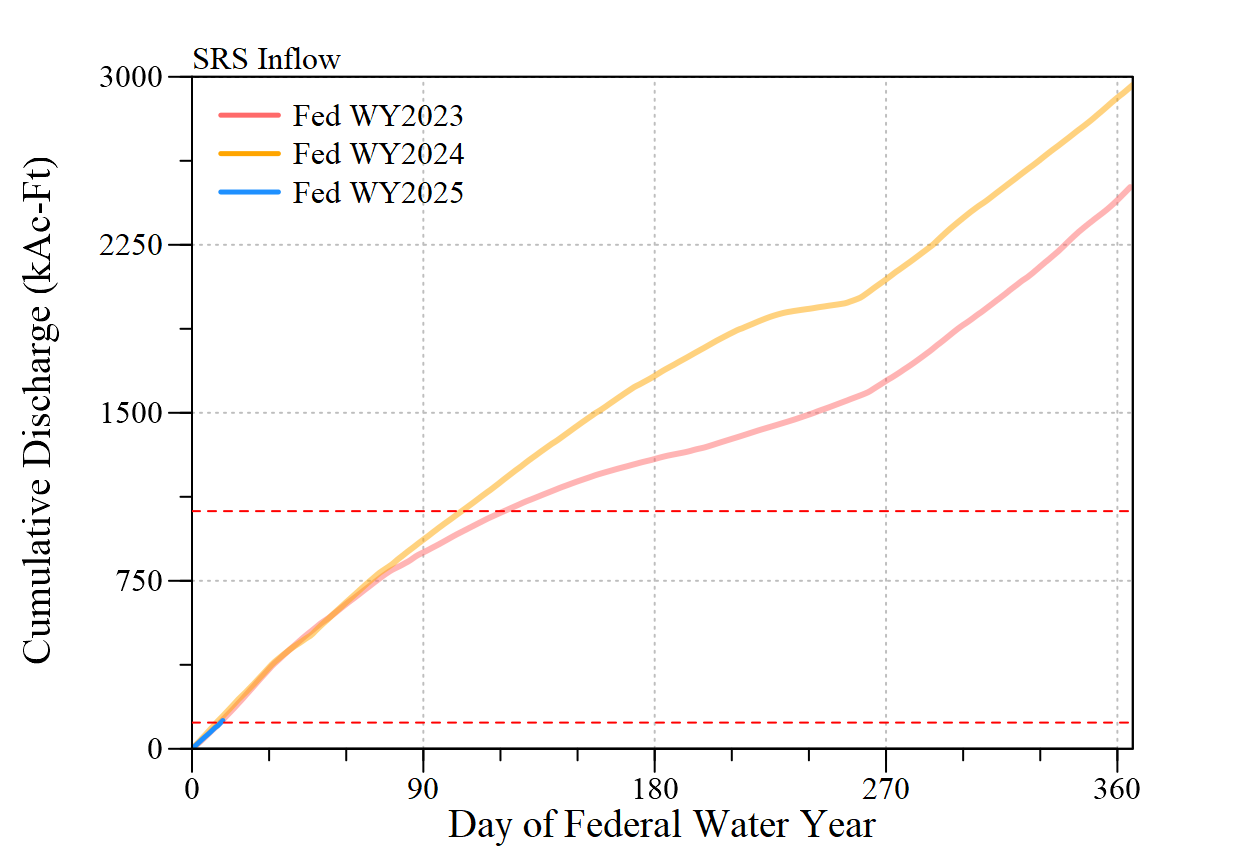 SRS Inflow
3000
2250
1500
750
0
Fed WY2023
Fed WY2024
Fed WY2025
Cumulative Discharge (kAc-Ft)
0 90 180 270 360
Day of Federal Water Year